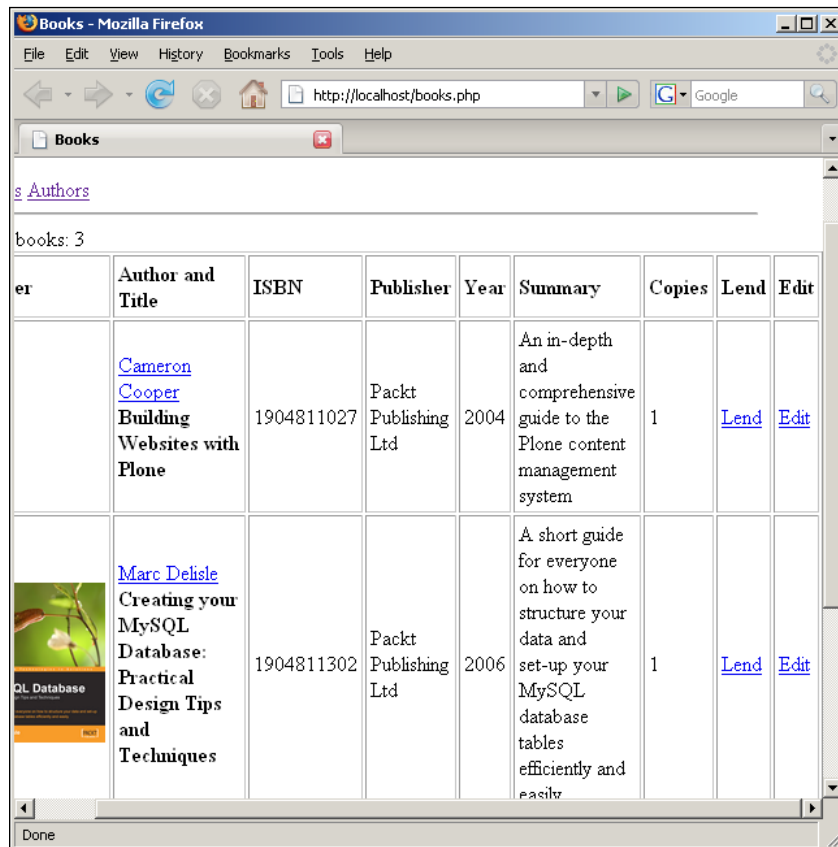 Books - Mozilla Firefox
File Edit View History Bookmarks Tools Help
http://localhost/books.php
G Google
Books
s Authors
books: 3
er
Author and
Title
ISBN
Publisher
Year
Summary
Copies
Lend
Edit
Cameron
Cooper
Building
Websites with
Plone
1904811027
Packt
Publishing
Ltd
2004
An in-depth
and
comprehensive
guide to the
Plone content
management
system
1
Lend
Edit
QL Database
Marc Delisle
Creating your
MySQL
Database:
Practical
Design Tips
and
Techniques
1904811302
Packt
Publishing
Ltd
2006
A short guide
for everyone
on how to
structure your
data and
set-up your
MySQL
database
tables
efficiently and
easily
1
Lend
Edit
Done